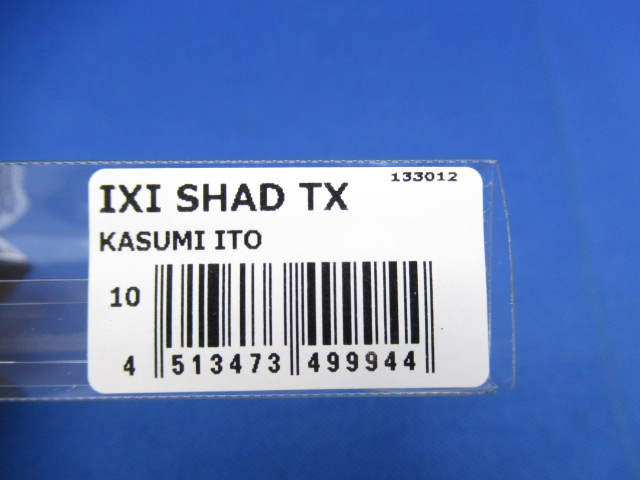 133012
IXI SHAD TX
KASUMI ITO
10
4 513473 499944